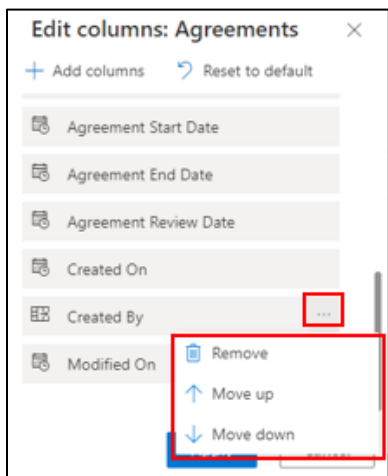 Edit columns: Agreements
Add columns Reset to default
Agreement Start Date
Agreement End Date
Agreement Review Date
Created On
Created By ...
Remove
Modified On
Move up
Move down